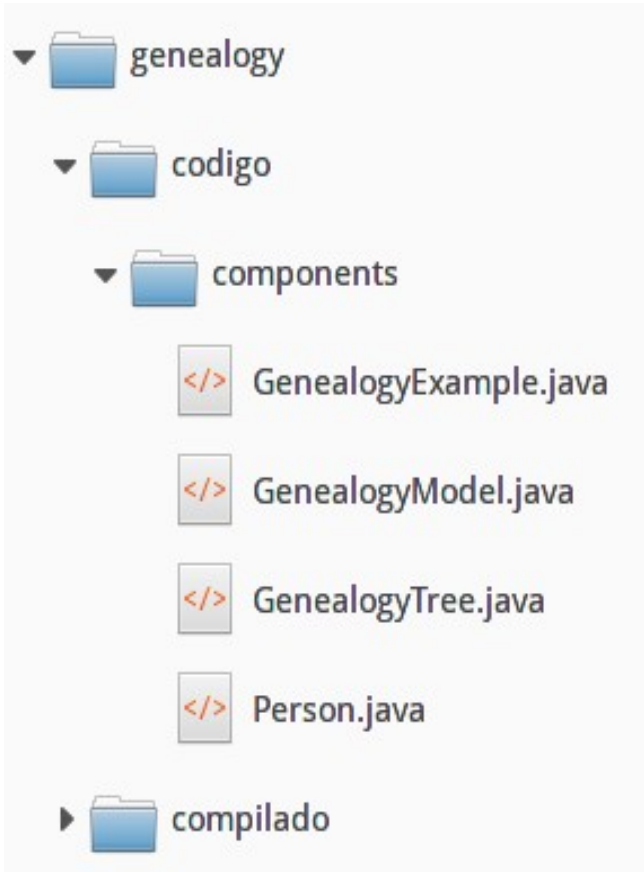 genealogy
codigo
components
</> GenealogyExample.java
</> GenealogyModel.java
</> GenealogyTree.java
</> Person.java
compilado